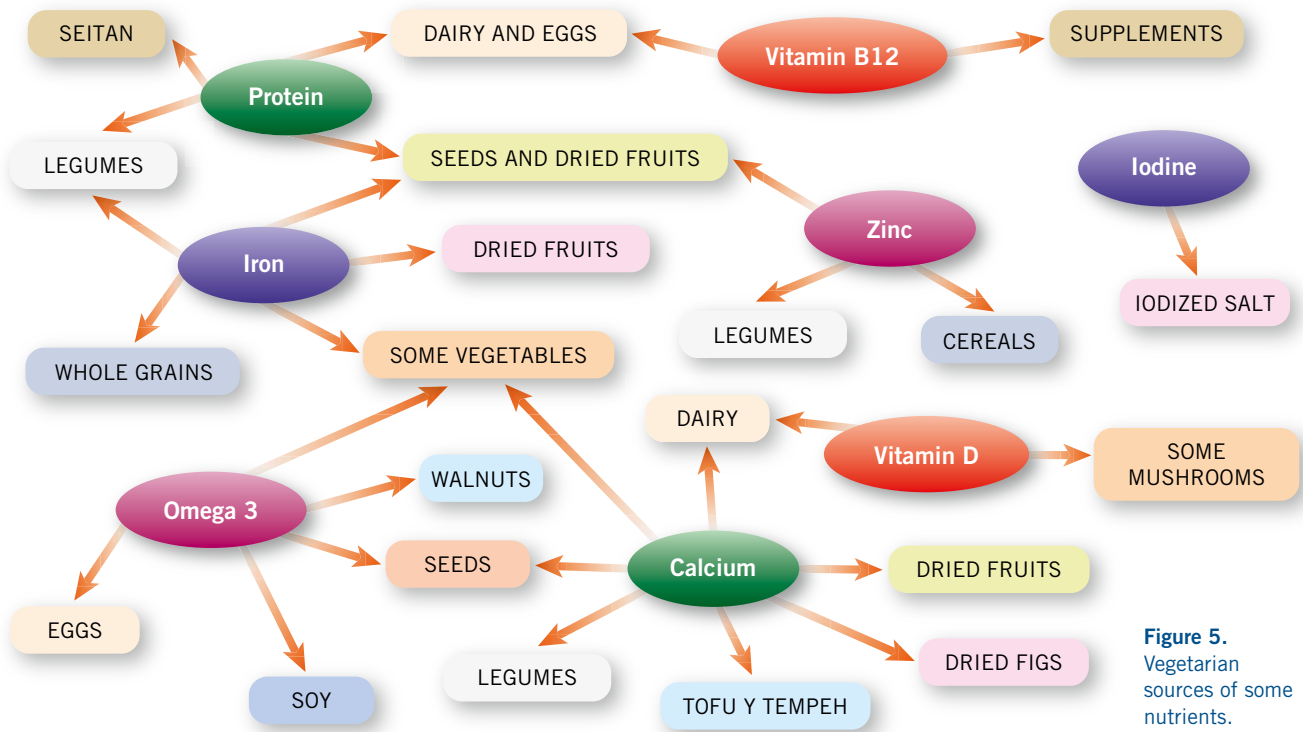 SEITAN
DAIRY AND EGGS
Vitamin B12
SUPPLEMENTS
Protein
LEGUMES
SEEDS AND DRIED FRUITS
Iodine
Zinc
Iron
DRIED FRUITS
IODIZED SALT
LEGUMES
CEREALS
WHOLE GRAINS
SOME VEGETABLES
DAIRY
Vitamin D
SOME
MUSHROOMS
WALNUTS
Omega 3
SEEDS
Calcium
DRIED FRUITS
EGGS
LEGUMES
DRIED FIGS
SOY
TOFU Y TEMPEH
Figure 5.
Vegetarian
sources of some
nutrients.